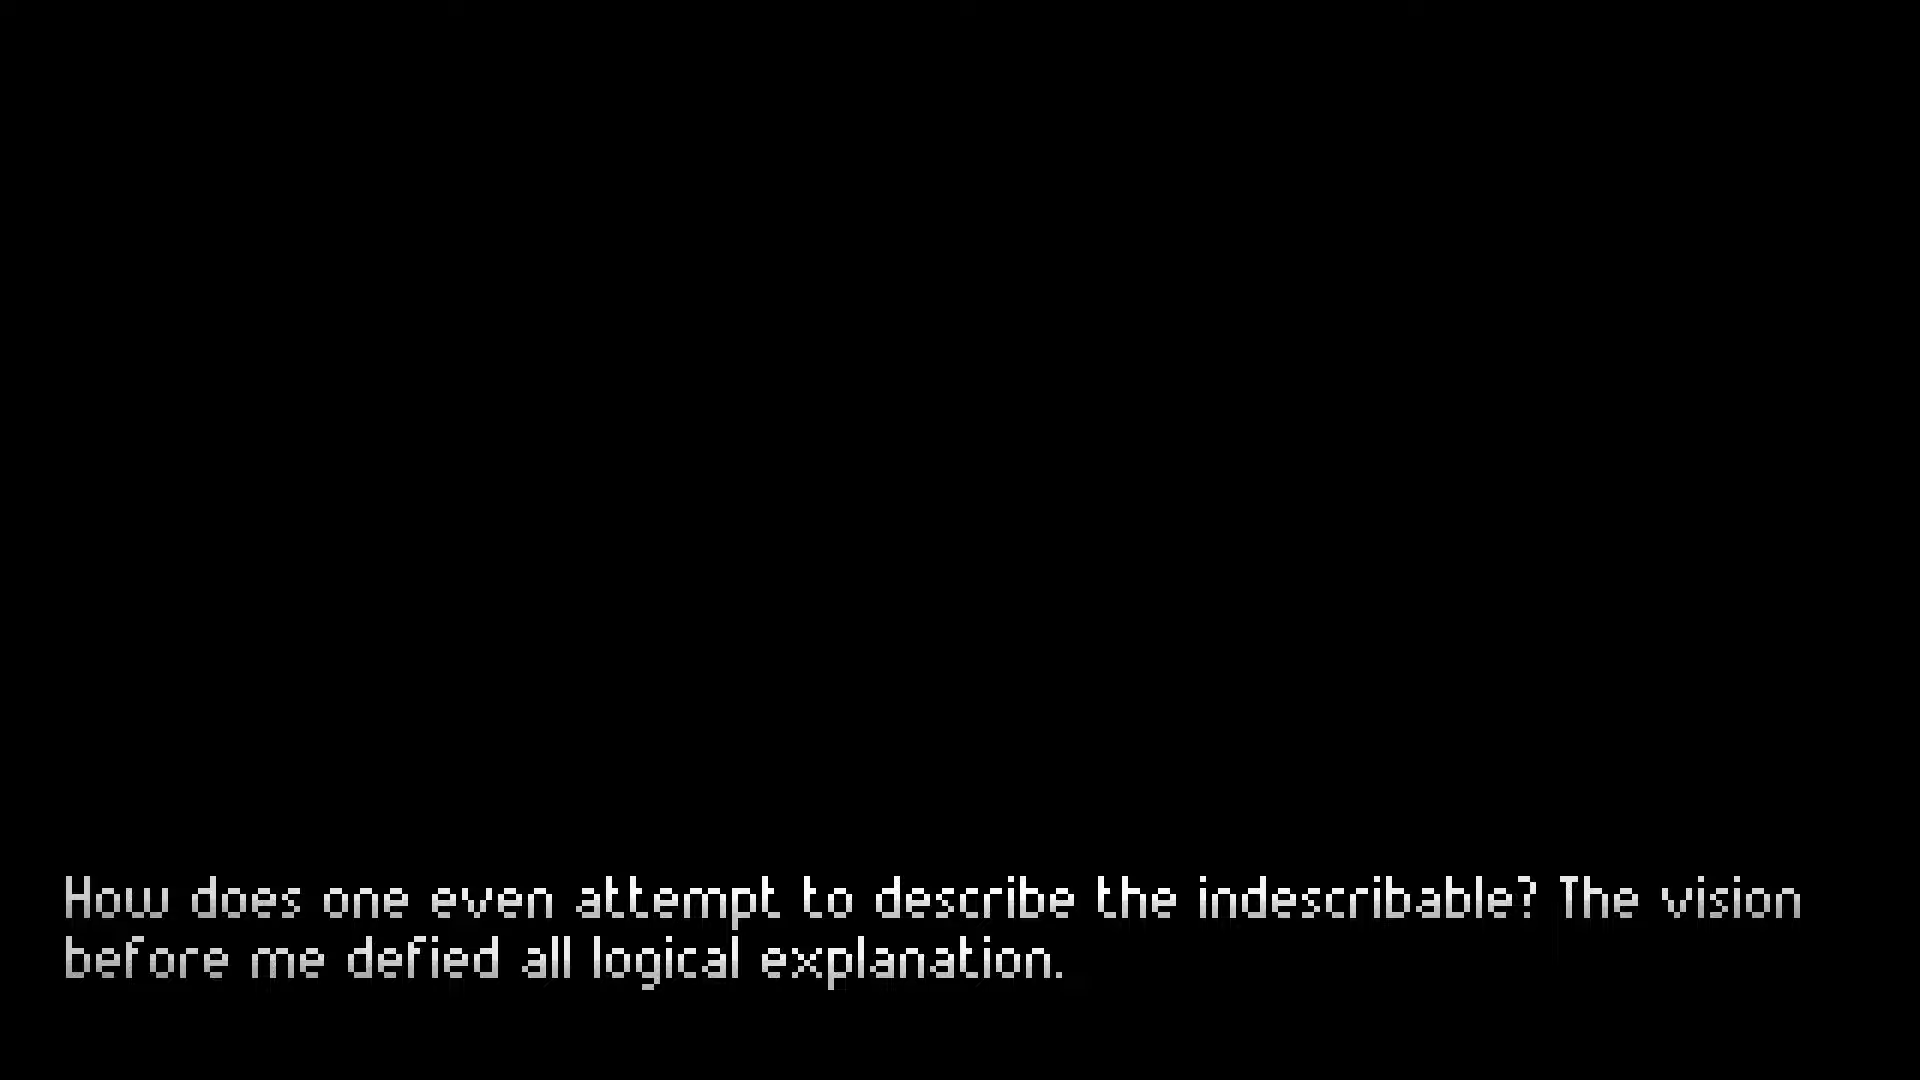 How does one even attempt to describe the indescribable? The vision
before me defied all logical explanation.